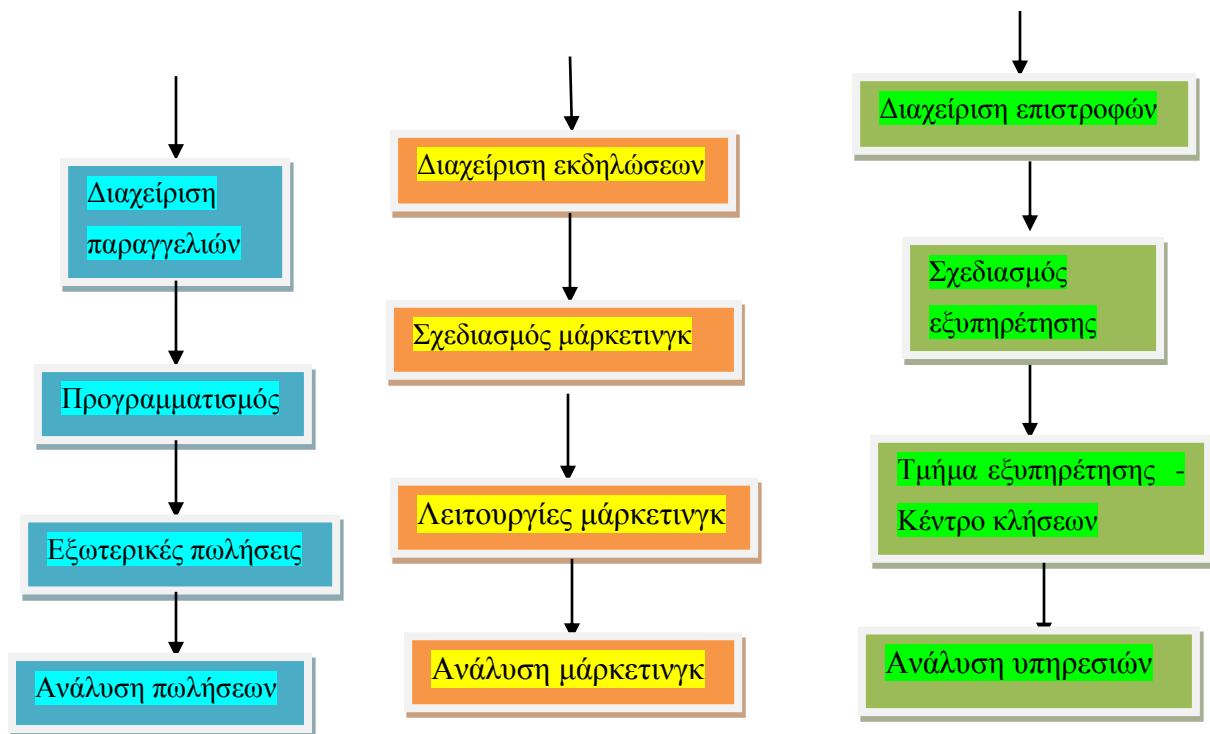 Διαχείριση
παραγγελιών
Προγραμματισμός
Εξωτερικές πωλήσεις
Ανάλυση πωλήσεων
Διαχείριση εκδηλώσεων
Σχεδιασμός μάρκετινγκ
Λειτουργίες μάρκετινγκ
Ανάλυση μάρκετινγκ
Διαχείριση επιστροφών
Σχεδιασμός
εξυπηρέτησης
Τμήμα εξυπηρέτησης -
Κέντρο κλήσεων
Ανάλυση υπηρεσιών